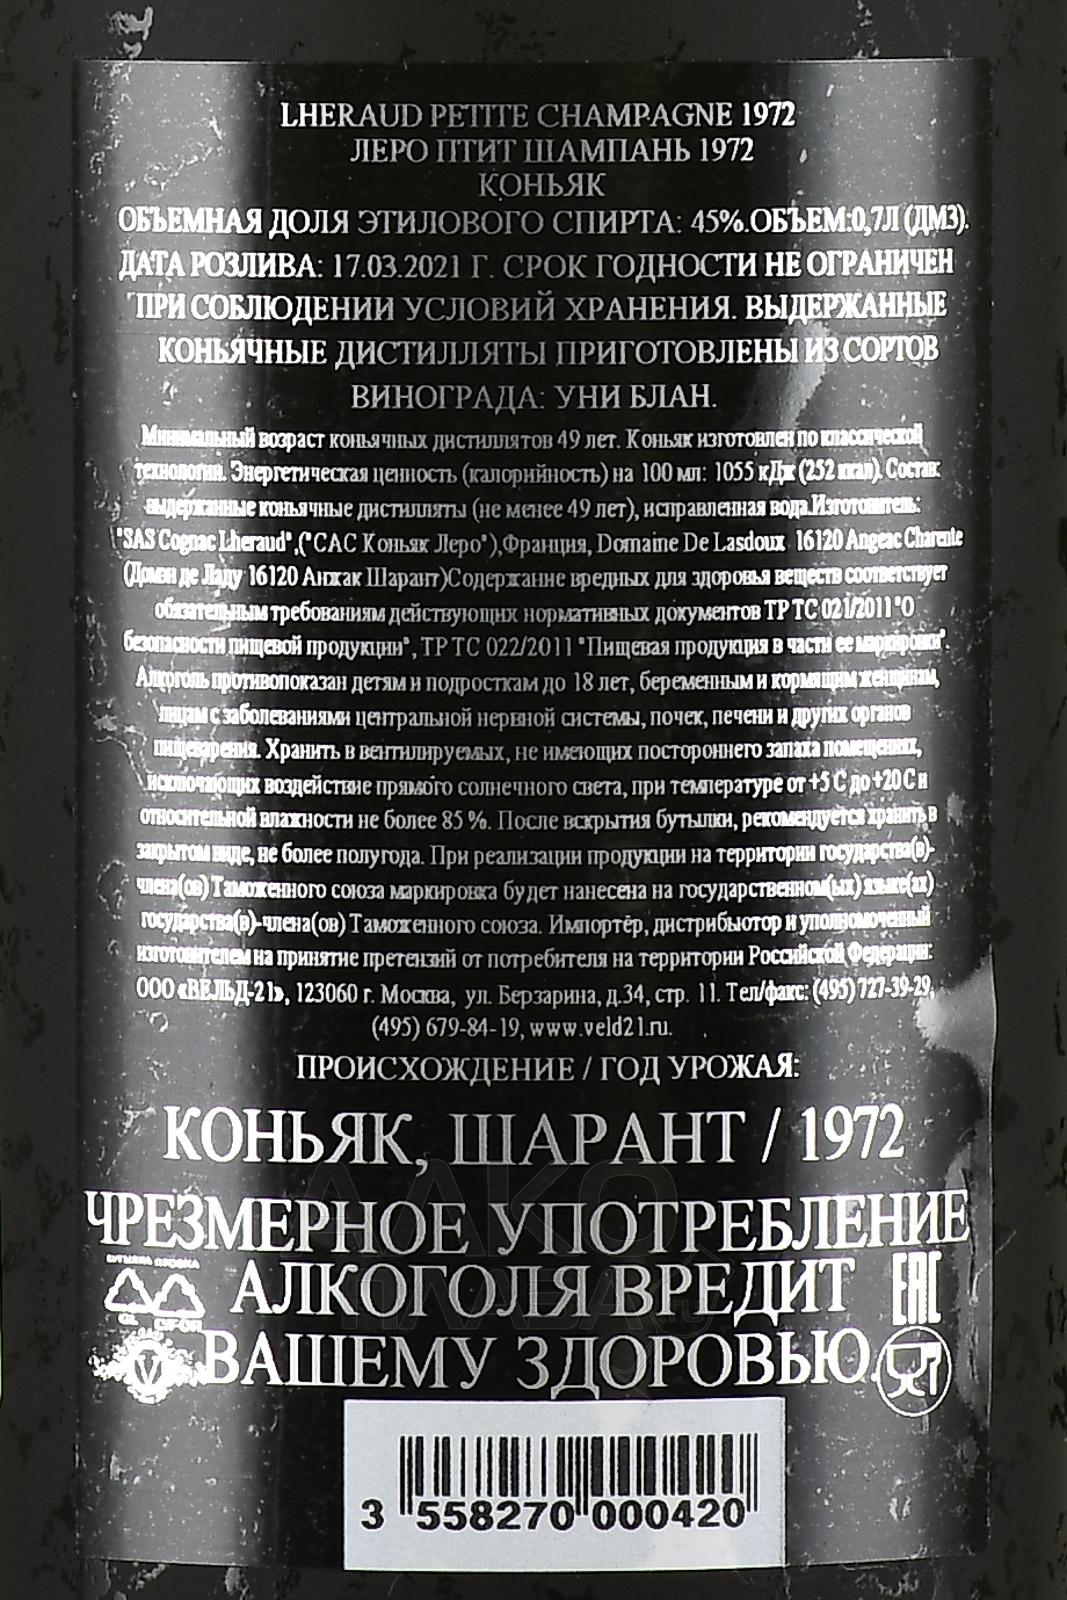 LHERAUD PETITE CHAMPAGNE 1972
ЛЕРО ПТИТ ШАМПАНЬ 1972
КОНЬЯК
ОБЪЕМНАЯ ДОЛЯ ЭТИЛОВОГО СПИРТА: 45%.ОБЪЕМ:0,7Л (ДМ3).
ДАТА РОЗЛИВА: 17.03.2021 Г. СРОК ГОДНОСТИ НЕ ОГРАНИЧЕН
ПРИ СОБЛЮДЕНИИ УСЛОВИЙ ХРАНЕНИЯ. ВЫДЕРЖАННЫЕ
КОНЬЯЧНЫЕ ДИСТИЛЛЯТЫ ПРИГОТОВЛЕНЫ ИЗ СОРТОВ
ВИНОГРАДА: УНИ БЛАН.
Минимальный возраст коньячных дистиллятов 49 лет. Коньяк изготовлен по классической
технологии. Энергетическая ценность (калорийность) на 100 мл: 1055 кДж (252 ккал). Состав:
выдержанные коньячные дистилляты (не менее 49 лет), исправленная вода.Изготовитель:
"SAS Cognac Lheraud",("САС Коньяк Леро"),Франция, Domaine De Lasdoux 16120 Angeac Charente
(Домэн де Ладу 16120 Анжак Шарант)Содержание вредных для здоровья веществ соответствует
обязательным требованиям действующих нормативных документов ТР ТС 021/2011 "О
безопасности пищевой продукции", ТР ТС 022/2011 "Пищевая продукция в части ее маркировки".
Алкоголь противопоказан детям и подросткам до 18 лет, беременным и кормящим женщинам,
лицам с заболеваниями центральной нервной системы, почек, печени и других органов
пищеварения. Хранить в вентилируемых, не имеющих постороннего запаха помещениях,
исключающих воздействие прямого солнечного света, при температуре от +5 С до +20 С и
относительной влажности не более 85 %. После вскрытия бутылки, рекомендуется хранить в
закрытом виде, не более полугода. При реализации продукции на территории государства(в)-
члена(ов) Таможенного союза маркировка будет нанесена на государственном(ых) языке(ах)
государства(в)-члена(ов) Таможенного союза. Импортёр, дистрибьютор и уполномоченный
изготовителем на принятие претензий от потребителя на территории Российской Федерации:
ООО «ВЕЛЬД-21», 123060 г. Москва, ул. Берзарина, д.34, стр. 11. Тел/факс: (495) 727-39-29,
(495) 679-84-19, www.veld21.ru.
ПРОИСХОЖДЕНИЕ / ГОД УРОЖАЯ:
КОНЬЯК, ШАРАНТ / 1972
ЧРЕЗМЕРНОЕ УПОТРЕБЛЕНИЕ
АЛКОГОЛЯ ВРЕДИТ
ВАШЕМУ ЗДОРОВЬЮ.
БУТЫЛКА ПРОБКА
GL
EAC
V
3 558270 000420